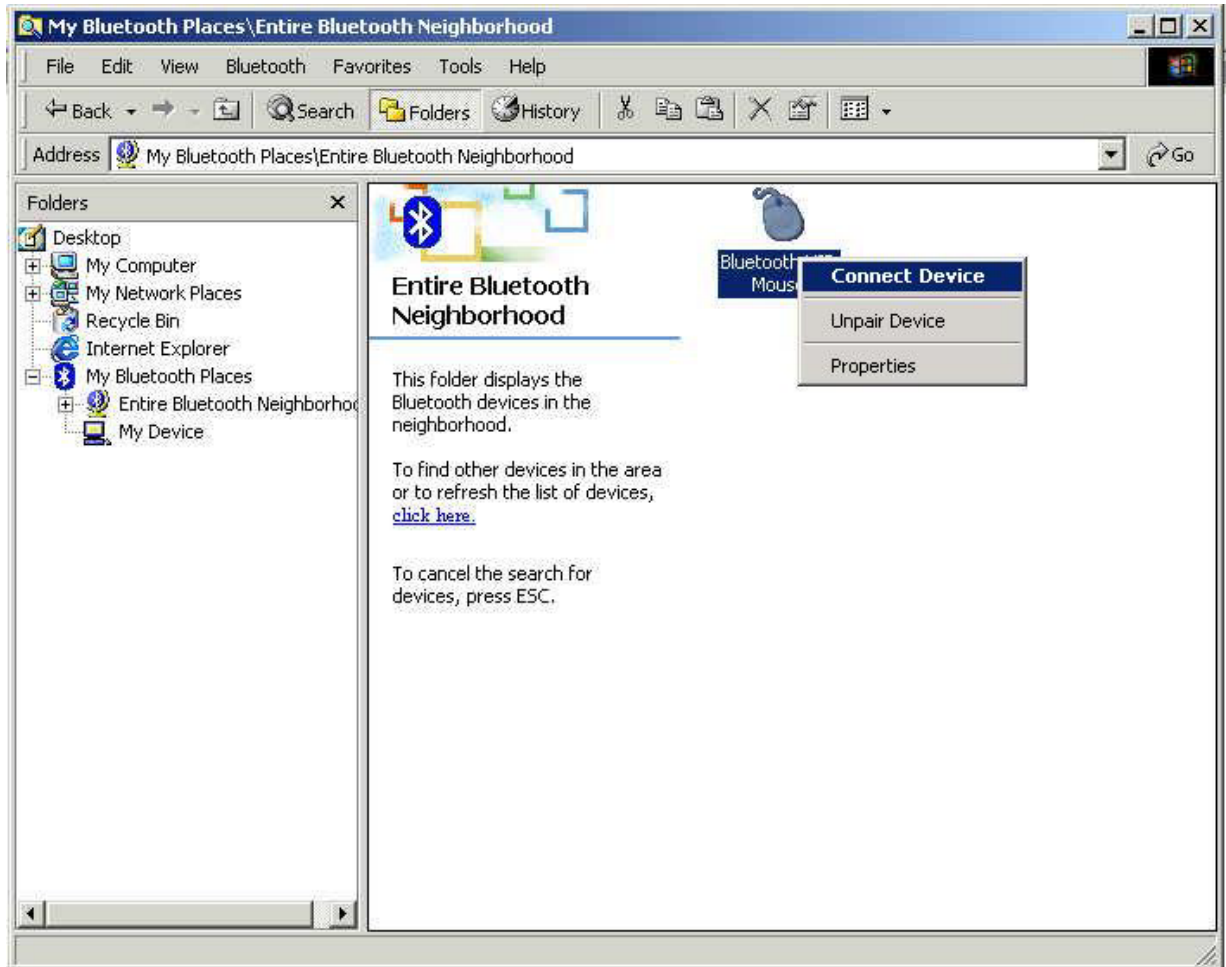 My Bluetooth Places\Entire Bluetooth Neighborhood
File Edit View Bluetooth Favorites Tools Help
Back Search Folders History
Address My Bluetooth Places\Entire Bluetooth Neighborhood Go
Folders
Desktop
My Computer
My Network Places
Recycle Bin
Internet Explorer
My Bluetooth Places
Entire Bluetooth
My Device
Entire Bluetooth
Neighborhood
This folder displays the
Bluetooth devices in the
neighborhood.
To find other devices in the area
or to refresh the list of devices,
click here.
To cancel the search for
devices, press ESC.
Bluetooth
Mouse
Connect Device
Unpair Device
Properties